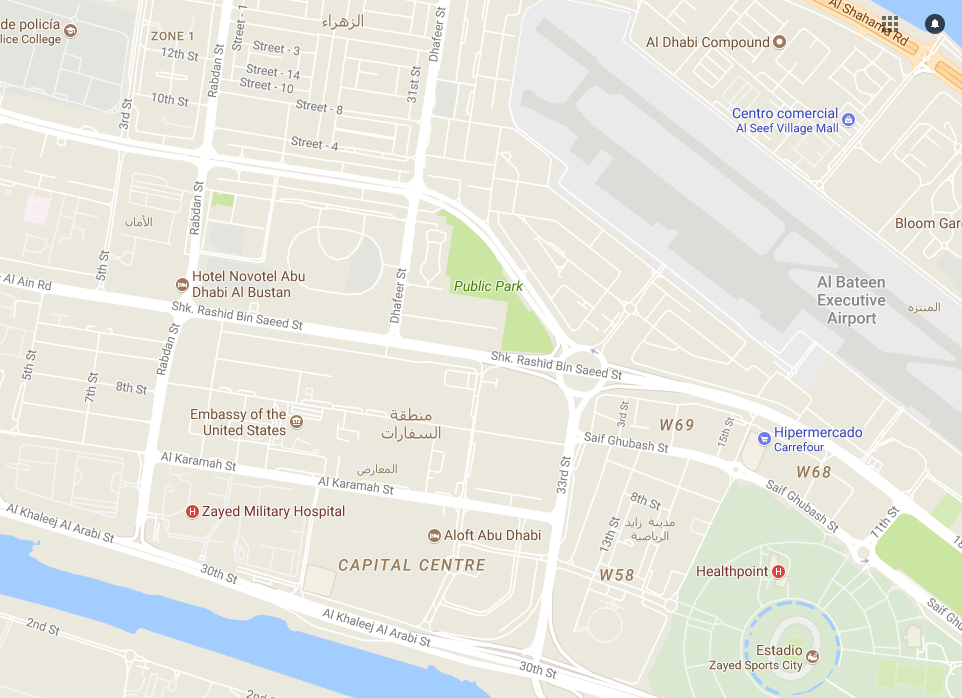 de policía
lice College
ZONE 1
12th St
10th St
3rd St
Rabdan St
Street - 1
الزهراء
Street - 3
Street - 14
Street - 10
Street - 8
Street - 4
31st St
Dhafeer St
Al Dhabi Compound
Al Shahama Rd
Centro comercial
Al Seef Village Mall
Bloom Gar
Al Bateen
Executive
Airport
المنتزه
Rabdan St
الأمان
5th St
Al Ain Rd
Hotel Novotel Abu
Dhabi Al Bustan
Shk. Rashid Bin Saeed St
Dhafeer St
Public Park
Shk. Rashid Bin Saeed St
Rabdan St
5th St
7th St
8th St
Embassy of the
United States
منطقة
السفارات
المعارض
Al Karamah St
Al Karamah St
Zayed Military Hospital
Aloft Abu Dhabi
CAPITAL CENTRE
33rd St
3rd St
W69
15th St
Saif Ghubash St
Hipermercado
Carrefour
W68
Saif Ghubash St
11th St
8th St
13th St
مدينة زايد
الرياضية
W58
Healthpoint
Estadio
Zayed Sports City
Saif Ghu
18
Al Khaleej Al Arabi St
30th St
Al Khaleej Al Arabi St
30th St
2nd St
2nd St